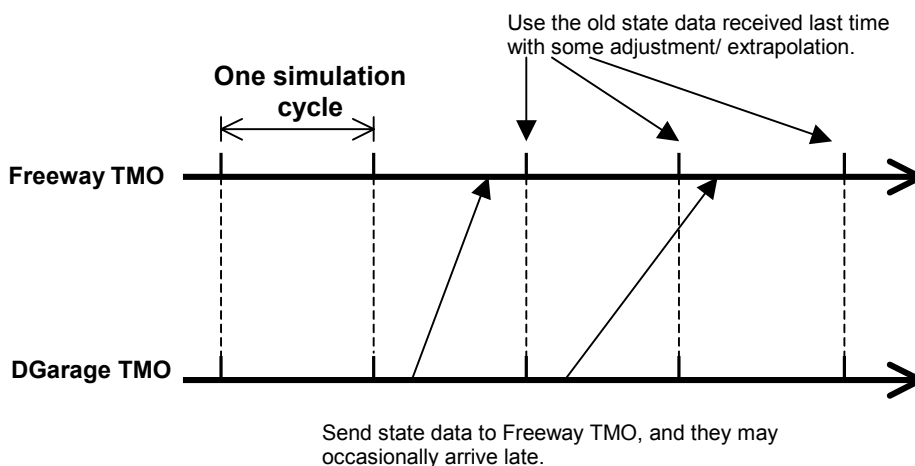 Use the old state data received last time
with some adjustment/ extrapolation.
One simulation
cycle
Freeway TMO
DGarage TMO
Send state data to Freeway TMO, and they may
occasionally arrive late.